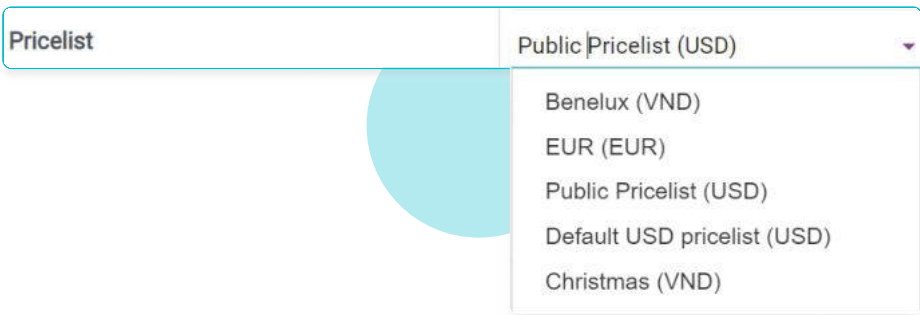 Pricelist
Public Pricelist (USD)
Benelux (VND)
EUR (EUR)
Public Pricelist (USD)
Default USD pricelist (USD)
Christmas (VND)